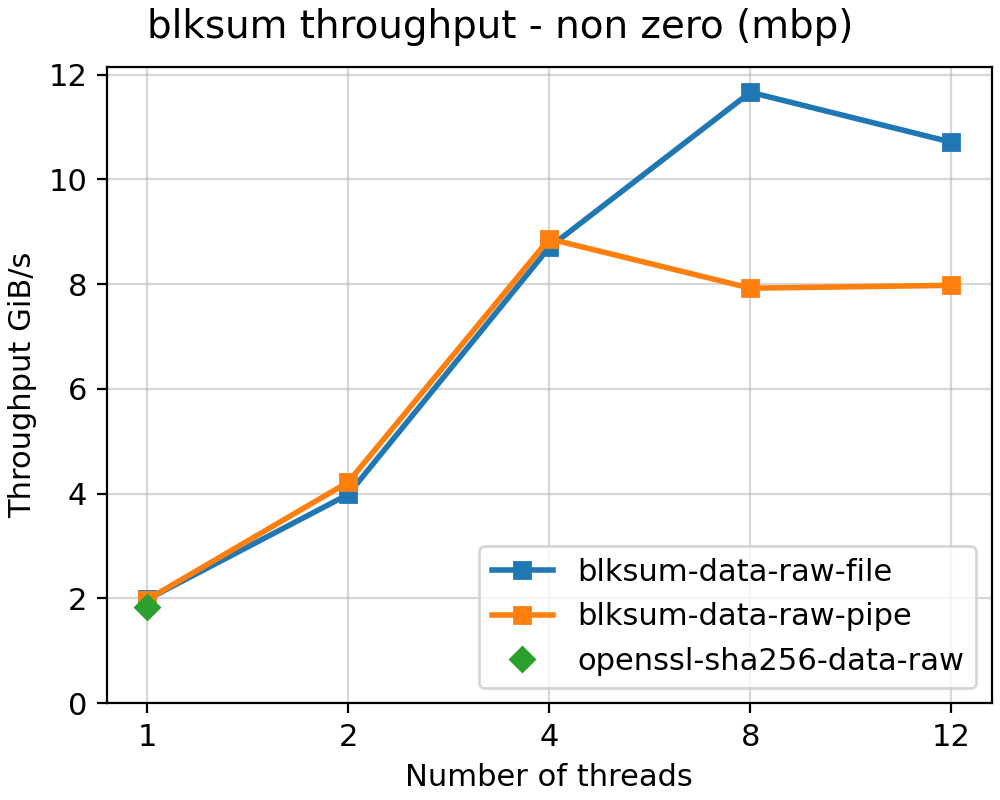 blksum throughput - non zero (mbp)
12
10
8
6
4
2
0
Throughput GiB/s
blksum-data-raw-file
blksum-data-raw-pipe
openssl-sha256-data-raw
1 2 4 8 12
Number of threads